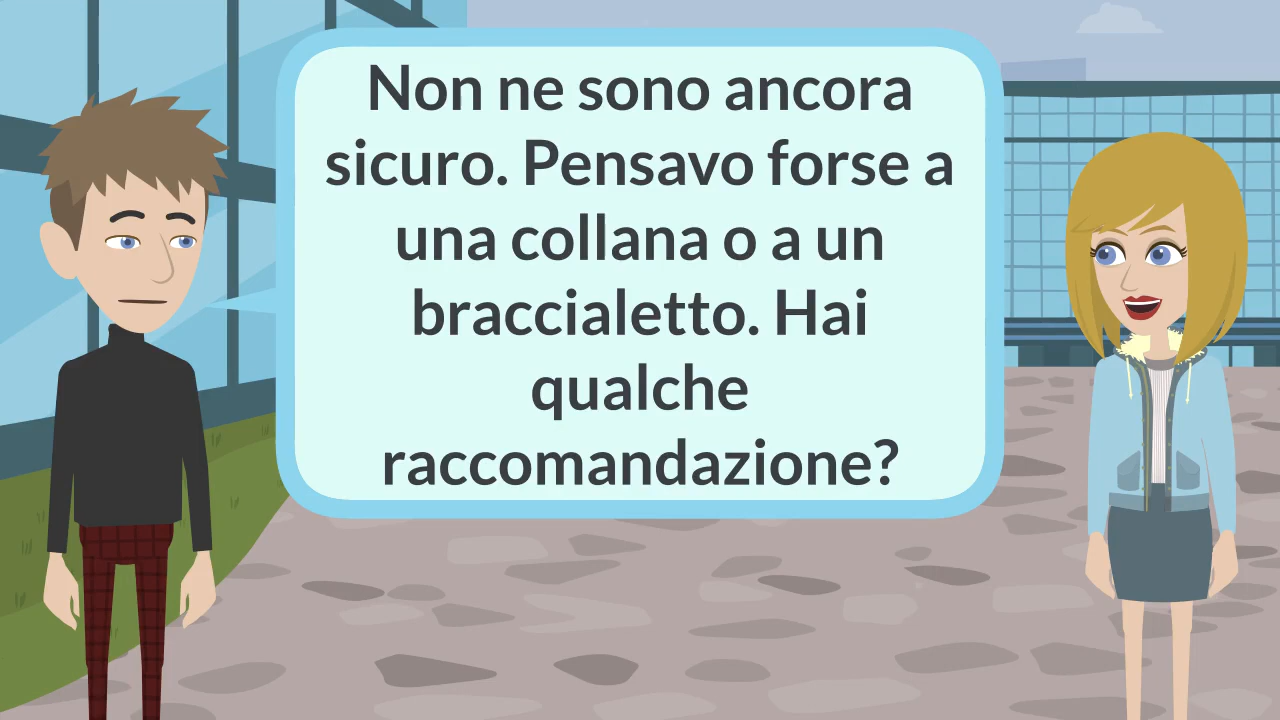 Non ne sono ancora
sicuro. Pensavo forse a
una collana o a un
braccialetto. Hai
qualche
raccomandazione?